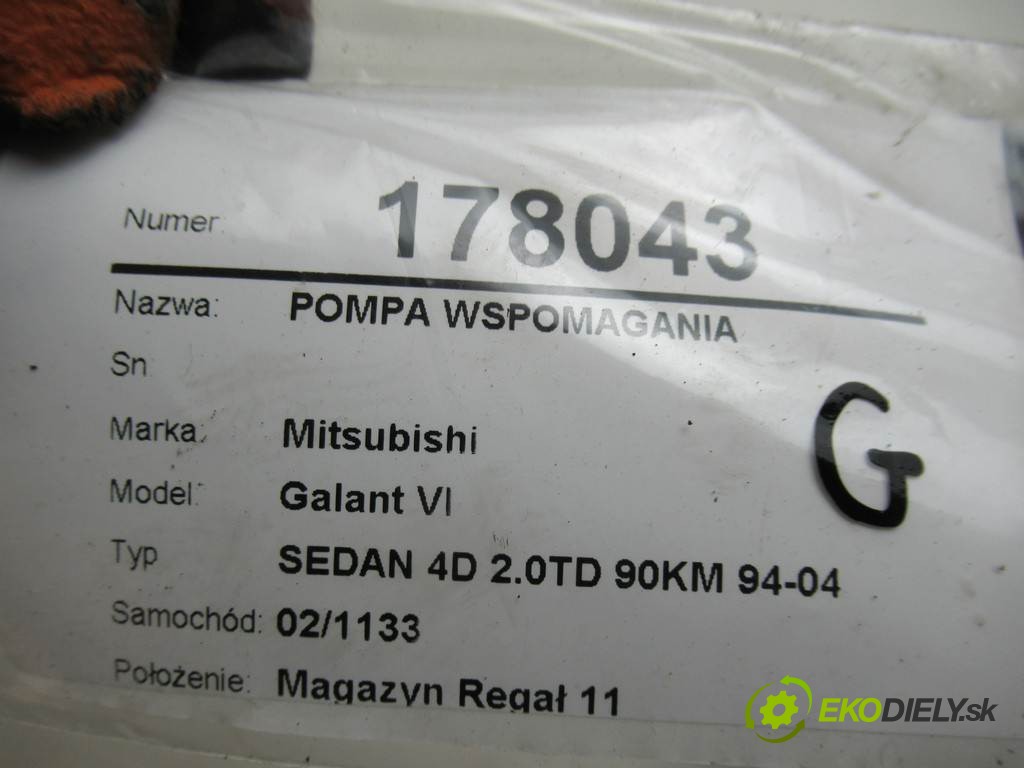 Numer: 178043
Nazwa: POMPA WSPOMAGANIA
Sn
Marka: Mitsubishi
G
Model: Galant VI
Typ SEDAN 4D 2.0TD 90KM 94-04
Samochód: 02/1133
Położenie: Magazyn Regał 11
EKODIELY.sk